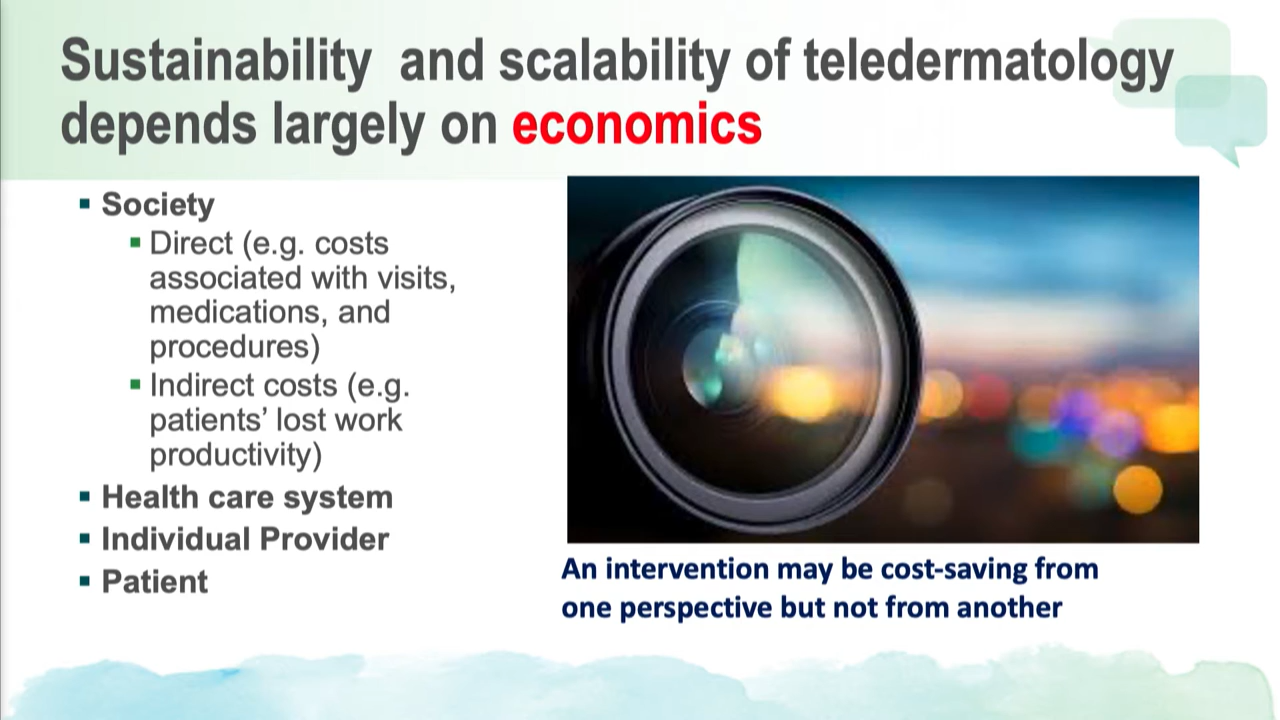 Sustainability and scalability of teledermatology
depends largely on economics
▪ Society
▪ Direct (e.g. costs
associated with visits,
medications, and
procedures)
▪ Indirect costs (e.g.
patients’ lost work
productivity)
▪ Health care system
▪ Individual Provider
▪ Patient
An intervention may be cost-saving from
one perspective but not from another